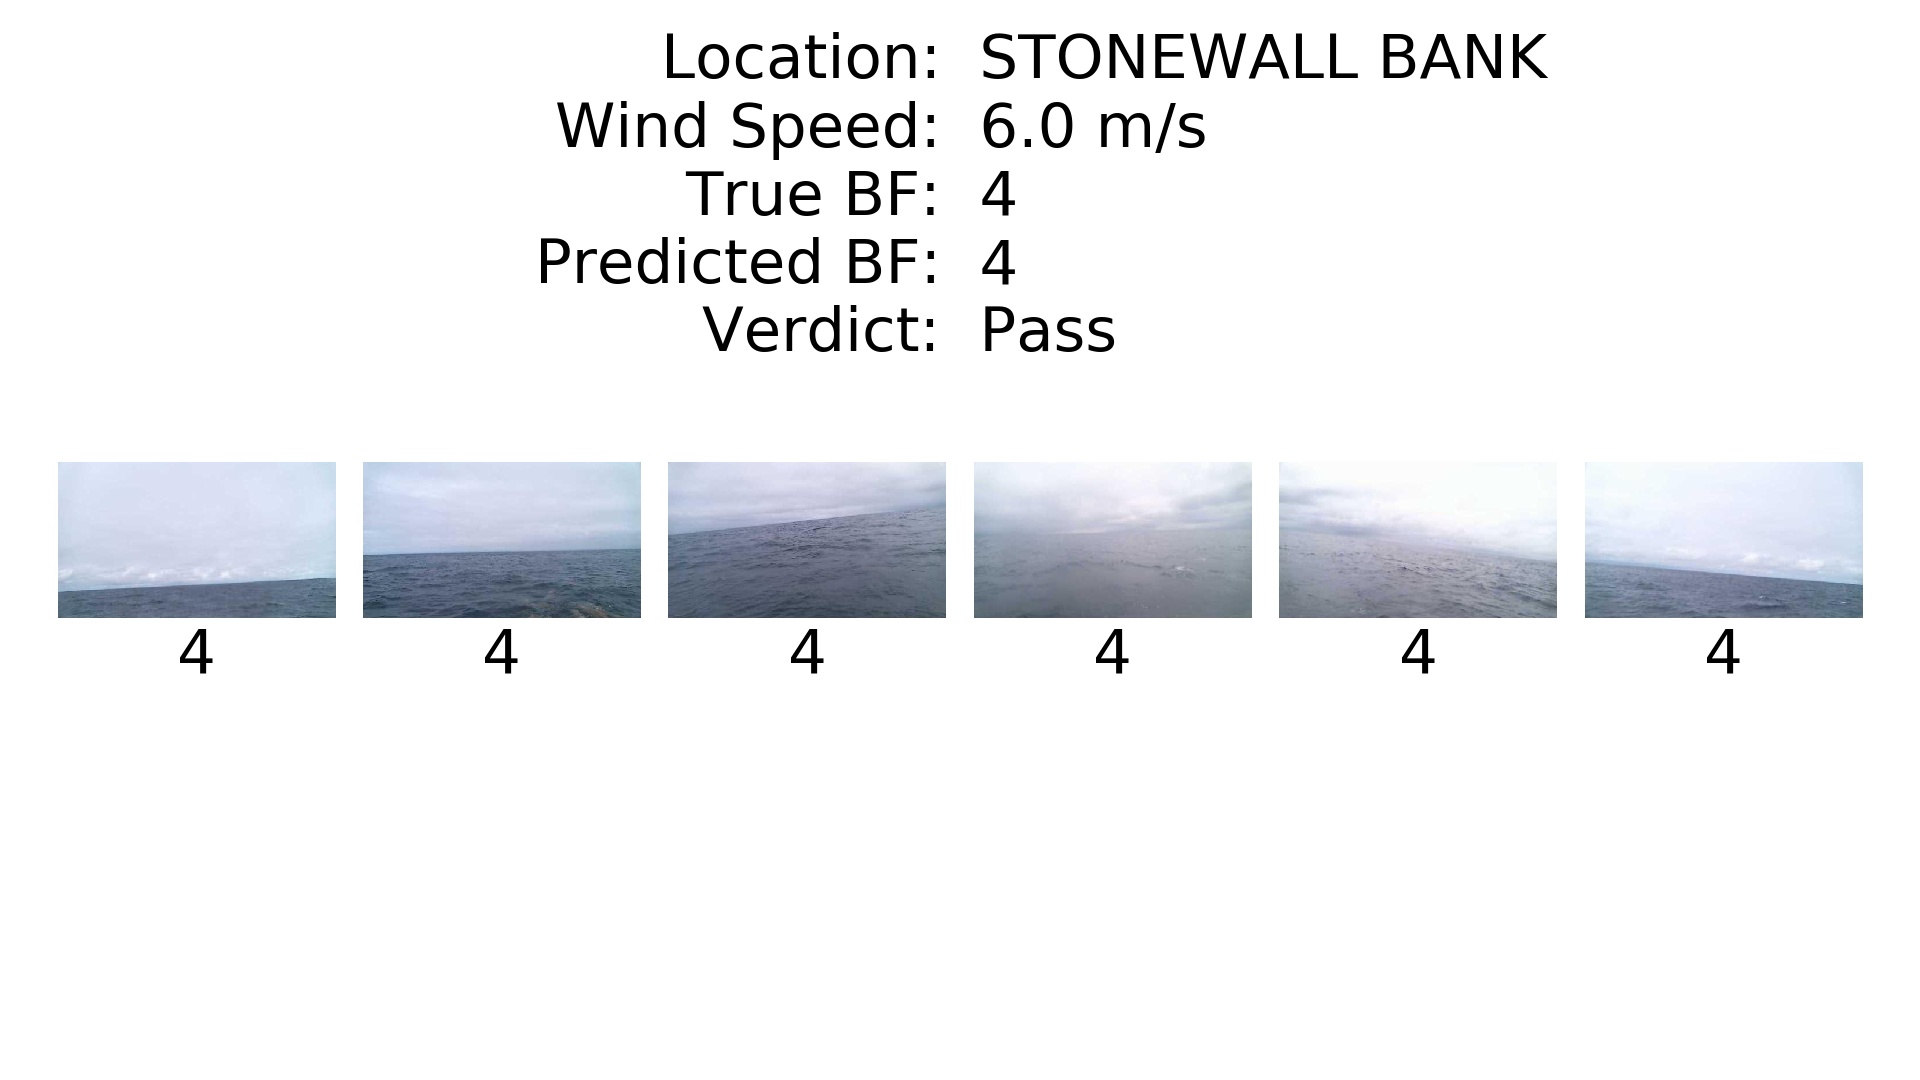 Location: STONEWALL BANK
Wind Speed: 6.0 m/s
True BF: 4
Predicted BF: 4
Verdict: Pass
4 4 4 4 4 4